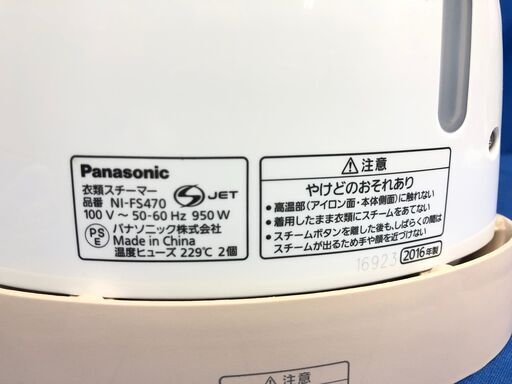 Panasonic
衣類スチーマー
品番 NI-FS470
S JET
100 V ～ 50-60 Hz 950 W
PS
E
パナソニック株式会社
Made in China
温度ヒューズ 229℃ 2個
⚠注意
やけどのおそれあり
●高温部(アイロン面・本体側面)に触れない
●着用したまま衣類にスチームをあてない
●スチームボタンを離した後も、しばらくの間は
スチームが出るため手や顔を近づけない
16923
2016年製
⚠注意